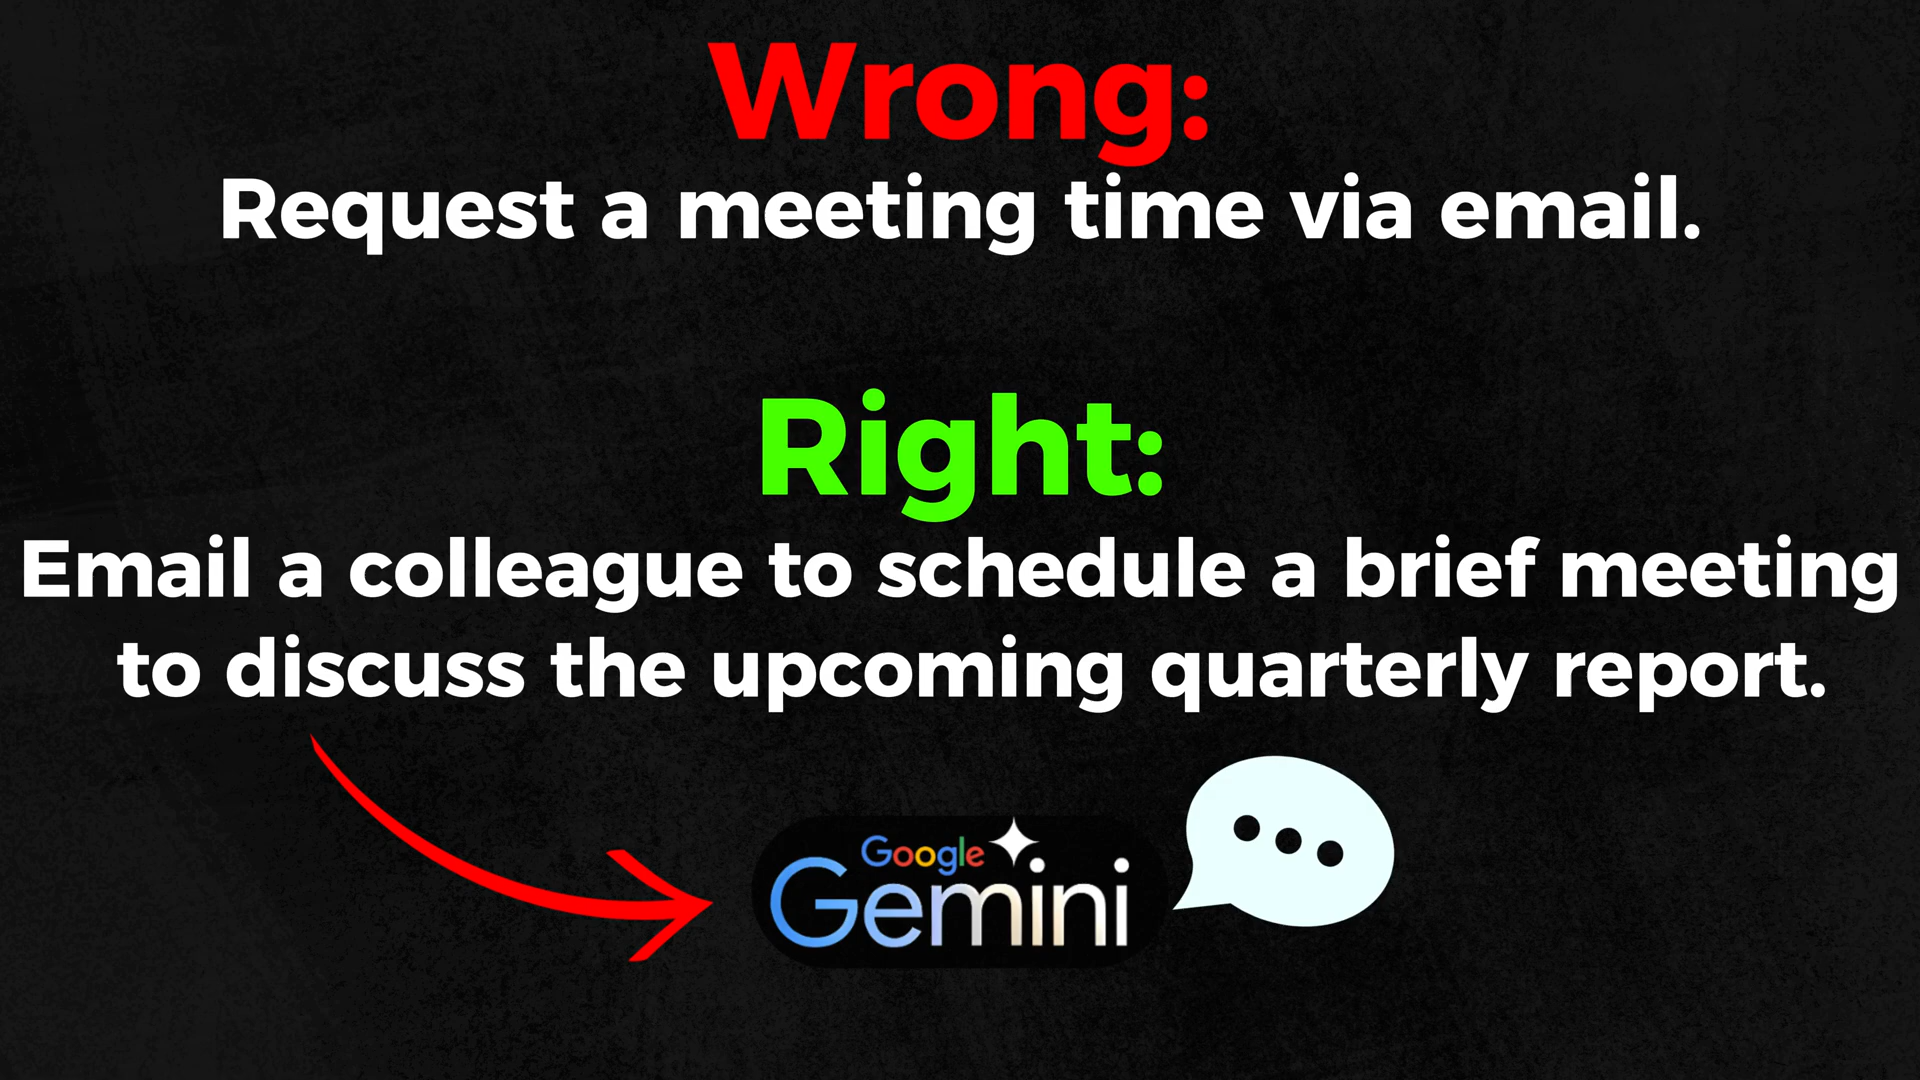 Wrong:
Request a meeting time via email.
Right:
Email a colleague to schedule a brief meeting
to discuss the upcoming quarterly report.
Google
Gemini